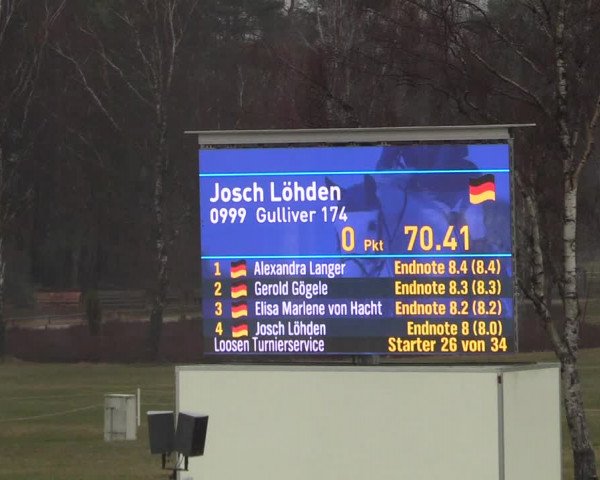 Josch Löhden
0999 Gulliver 174
0 Pkt 70.41
1 Alexandra Langer Endnote 8.4 (8.4)
2 Gerold Gögele Endnote 8.3 (8.3)
3 Elisa Marlene von Hacht Endnote 8.2 (8.2)
4 Josch Löhden Endnote 8 (8.0)
Loosen Turnierservice Starter 26 von 34